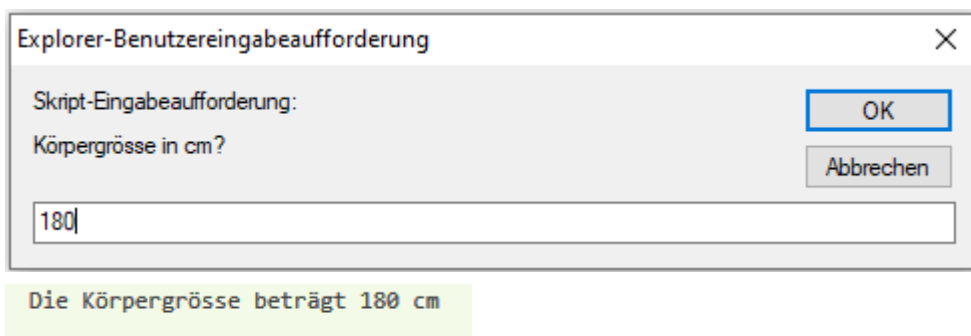 Explorer-Benutzereingabeaufforderung
Skript-Eingabeaufforderung:
OK
Körpergrösse in cm?
Abbrechen
180
Die Körpergrösse beträgt 180 cm